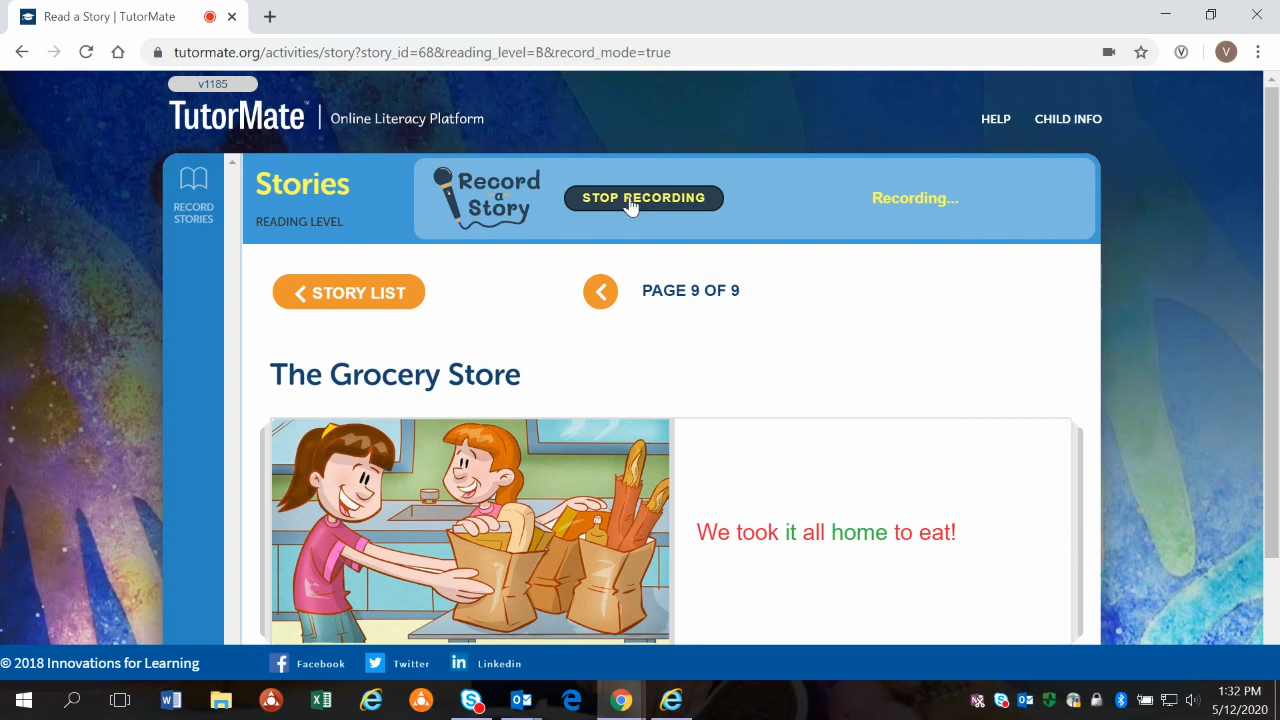 Read a Story | TutorMate
tutormate.org/activities/story?story_id=68&reading_level=B&record_mode=true
V
V
v1185
TutorMate™ | Online Literacy Platform
HELP
CHILD INFO
RECORD
STORIES
Stories
READING LEVEL
Record
a
Story
STOP RECORDING
Recording...
STORY LIST
PAGE 9 OF 9
The Grocery Store
We took it all home to eat!
© 2018 Innovations for Learning
Facebook
Twitter
Linkedin
1:32 PM
5/12/2020